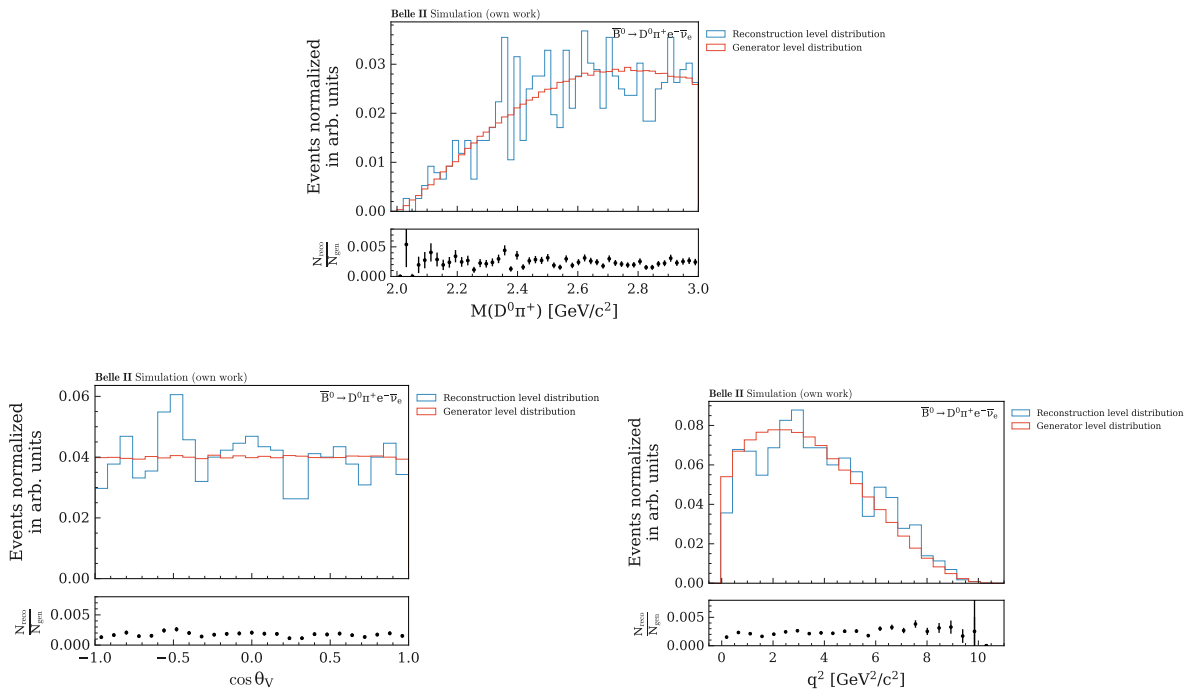 Belle II Simulation (own work)
B̅⁰ → D⁰π⁺e⁻ν̅ₑ
Reconstruction level distribution
Generator level distribution
Events normalized
in arb. units
0.03
0.02
0.01
0.00
N_reco
N_gen
0.005
0.000
2.0 2.2 2.4 2.6 2.8 3.0
M(D⁰π⁺) [GeV/c²]
Belle II Simulation (own work)
B̅⁰ → D⁰π⁺e⁻ν̅ₑ
Reconstruction level distribution
Generator level distribution
Events normalized
in arb. units
0.06
0.04
0.02
0.00
N_reco
N_gen
0.005
0.000
−1.0 −0.5 0.0 0.5 1.0
cos θ_V
Belle II Simulation (own work)
B̅⁰ → D⁰π⁺e⁻ν̅ₑ
Reconstruction level distribution
Generator level distribution
Events normalized
in arb. units
0.08
0.06
0.04
0.02
0.00
N_reco
N_gen
0.005
0.000
0 2 4 6 8 10
q² [GeV²/c²]